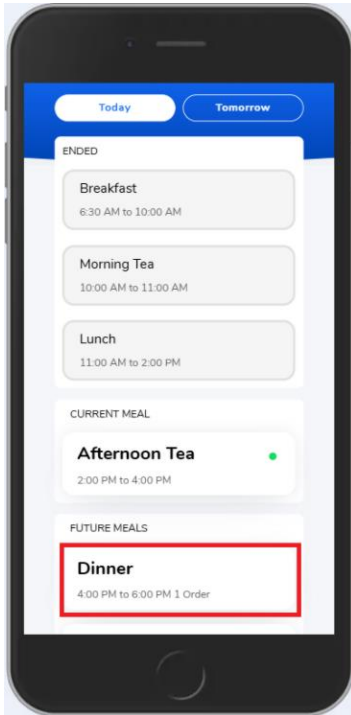 Today
Tomorrow
ENDED
Breakfast
6:30 AM to 10:00 AM
Morning Tea
10:00 AM to 11:00 AM
Lunch
11:00 AM to 2:00 PM
CURRENT MEAL
Afternoon Tea
2:00 PM to 4:00 PM
FUTURE MEALS
Dinner
4:00 PM to 6:00 PM 1 Order